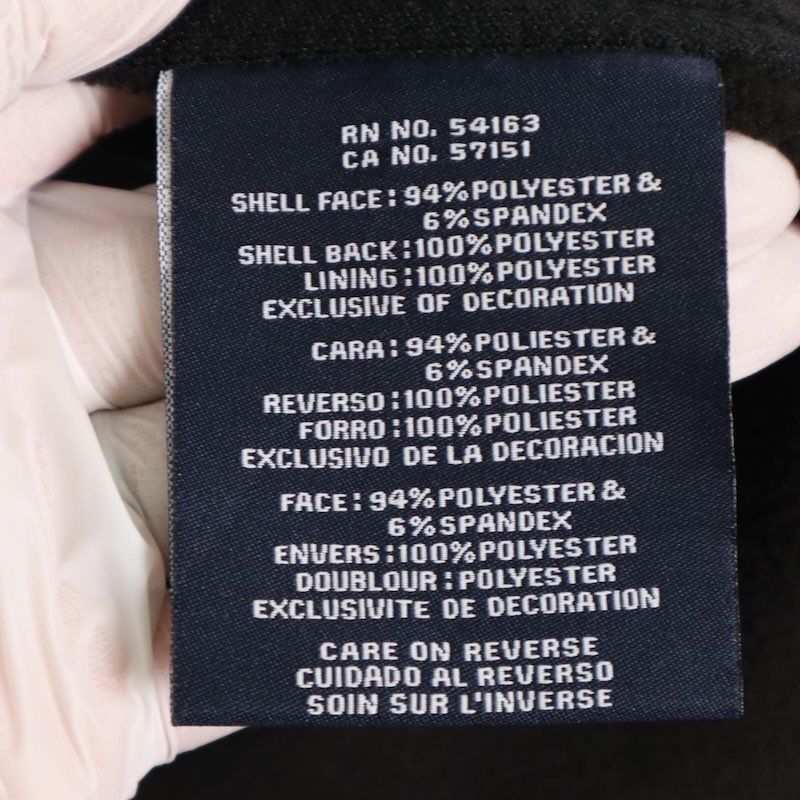 RN NO. 54163
CA NO. 57151
SHELL FACE: 94%POLYESTER &
6%SPANDEX
SHELL BACK:100%POLYESTER
LINING:100%POLYESTER
EXCLUSIVE OF DECORATION
CARA: 94%POLIESTER &
6%SPANDEX
REVERSO:100%POLIESTER
FORRO:100%POLIESTER
EXCLUSIVO DE LA DECORACION
FACE: 94%POLYESTER &
6%SPANDEX
ENVERS:100%POLYESTER
DOUBLOUR:POLYESTER
EXCLUSIVITE DE DECORATION
CARE ON REVERSE
CUIDADO AL REVERSO
SOIN SUR L'INVERSE